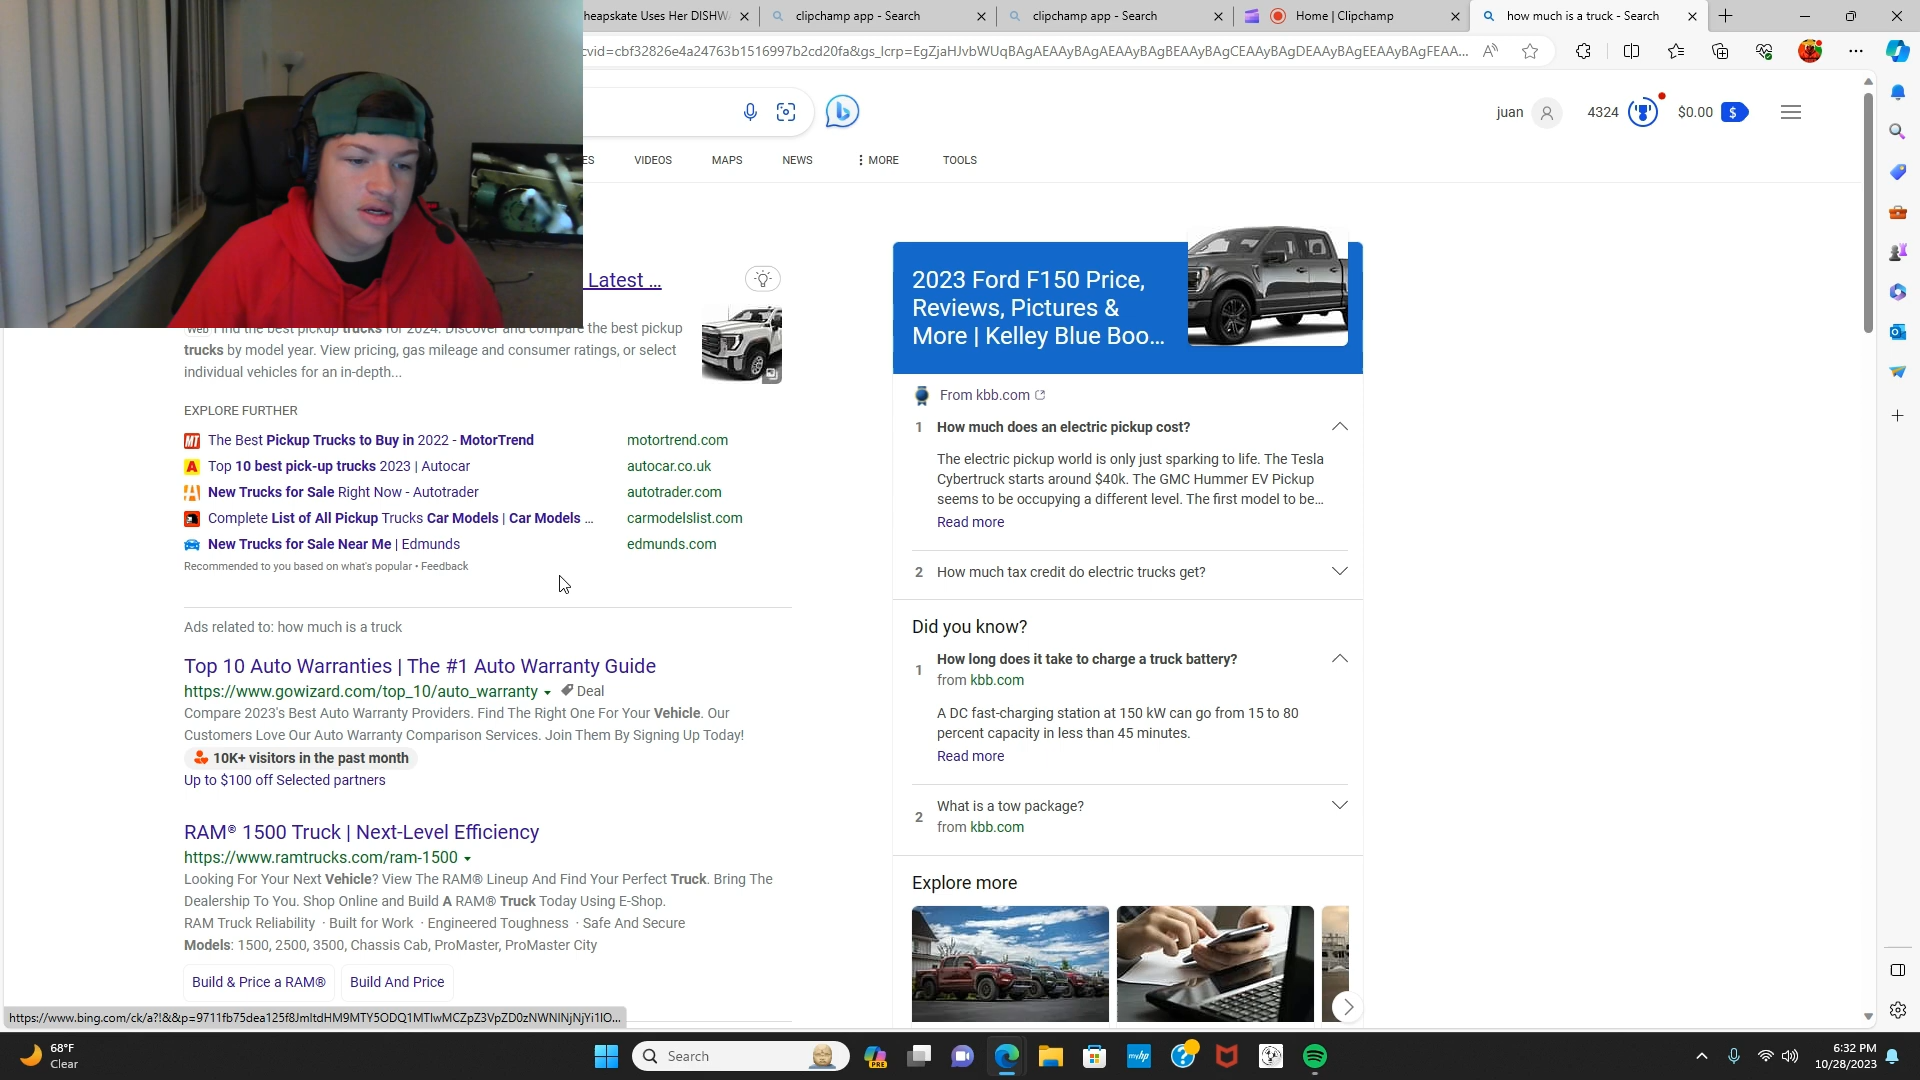 heapskate Uses Her DISHW
clipchamp app - Search
clipchamp app - Search
Home | Clipchamp
how much is a truck - Search
cvid=cbf32826e4a24763b1516997b2cd20fa&gs_lcrp=EgZjaHJvbWUqBAgAEAAyBAgAEAAyBAgBEAAyBAgCEAAyBAgDEAAyBAgEEAAyBAgFEAA...
juan
4324
$0.00
$
ES
VIDEOS
MAPS
NEWS
MORE
TOOLS
Latest ...
Web Find the best pickup trucks for 2024. Discover and compare the best pickup
trucks by model year. View pricing, gas mileage and consumer ratings, or select
individual vehicles for an in-depth...
EXPLORE FURTHER
The Best Pickup Trucks to Buy in 2022 - MotorTrend
motortrend.com
Top 10 best pick-up trucks 2023 | Autocar
autocar.co.uk
New Trucks for Sale Right Now - Autotrader
autotrader.com
Complete List of All Pickup Trucks Car Models | Car Models ...
carmodelslist.com
New Trucks for Sale Near Me | Edmunds
edmunds.com
Recommended to you based on what's popular • Feedback
Ads related to: how much is a truck
Top 10 Auto Warranties | The #1 Auto Warranty Guide
https://www.gowizard.com/top_10/auto_warranty
Deal
Compare 2023's Best Auto Warranty Providers. Find The Right One For Your Vehicle. Our
Customers Love Our Auto Warranty Comparison Services. Join Them By Signing Up Today!
10K+ visitors in the past month
Up to $100 off Selected partners
RAM® 1500 Truck | Next-Level Efficiency
https://www.ramtrucks.com/ram-1500
Looking For Your Next Vehicle? View The RAM® Lineup And Find Your Perfect Truck. Bring The
Dealership To You. Shop Online and Build A RAM® Truck Today Using E-Shop.
RAM Truck Reliability · Built for Work · Engineered Toughness · Safe And Secure
Models: 1500, 2500, 3500, Chassis Cab, ProMaster, ProMaster City
Build & Price a RAM®
Build And Price
2023 Ford F150 Price,
Reviews, Pictures &
More | Kelley Blue Boo...
From kbb.com
1 How much does an electric pickup cost?
The electric pickup world is only just sparking to life. The Tesla
Cybertruck starts around $40k. The GMC Hummer EV Pickup
seems to be occupying a different level. The first model to be...
Read more
2 How much tax credit do electric trucks get?
Did you know?
1 How long does it take to charge a truck battery?
from kbb.com
A DC fast-charging station at 150 kW can go from 15 to 80
percent capacity in less than 45 minutes.
Read more
2 What is a tow package?
from kbb.com
Explore more
68°F
Clear
Search
PRE
myhp
6:32 PM
10/28/2023